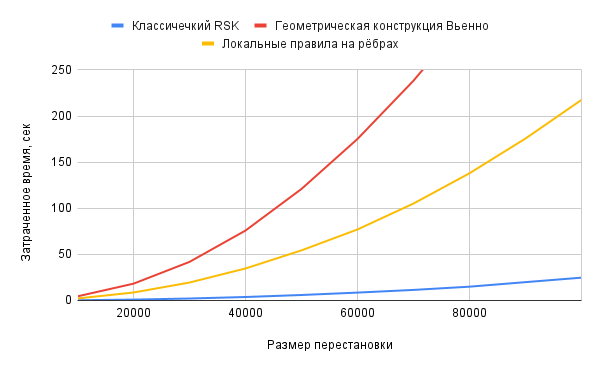 Классичечкий RSK Геометрическая конструкция Вьенно
Локальные правила на рёбрах
250
200
150
100
50
0
Затраченное время, сек
20000 40000 60000 80000
Размер перестановки